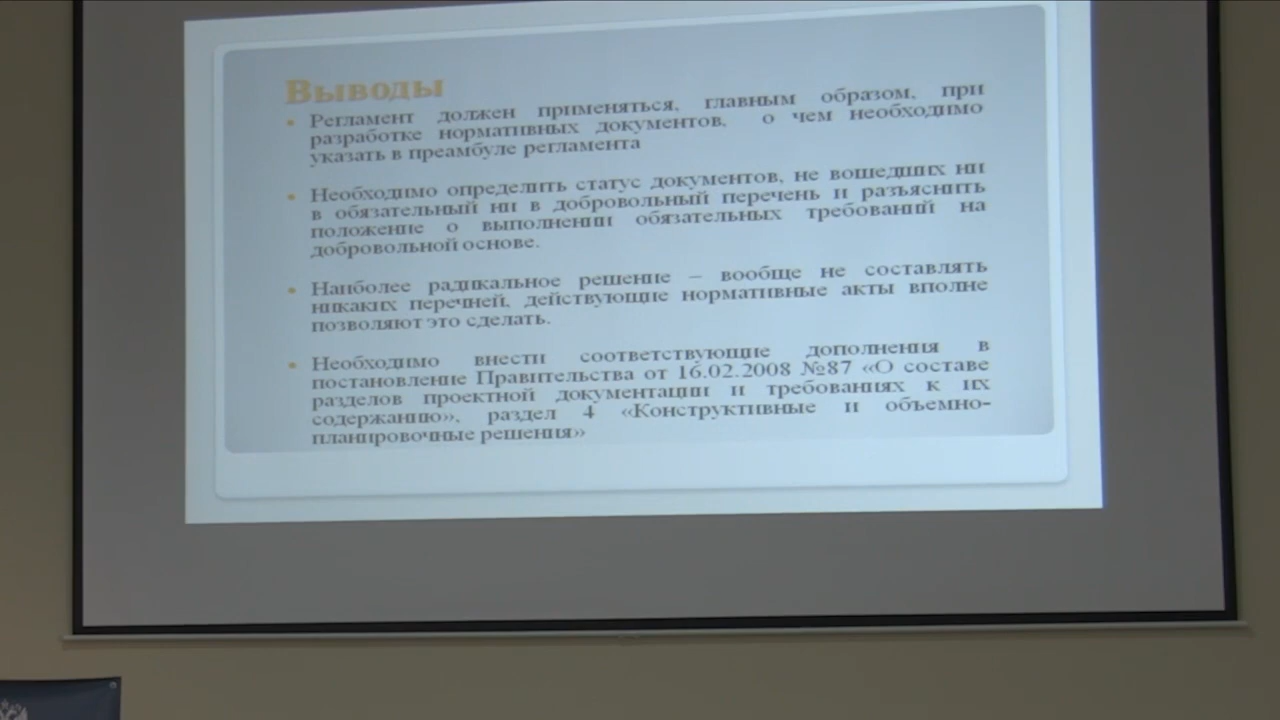 Выводы
Регламент должен применяться, главным образом, при
разработке нормативных документов, о чем необходимо
указать в преамбуле регламента
Необходимо определить статус документов, не вошедших ни
в обязательный ни в добровольный перечень и разъяснить
положение о выполнении обязательных требований на
добровольной основе.
Наиболее радикальное решение – вообще не составлять
никаких перечней, действующие нормативные акты вполне
позволяют это сделать.
Необходимо внести соответствующие дополнения в
постановление Правительства от 16.02.2008 №87 «О составе
разделов проектной документации и требованиях к их
содержанию», раздел 4 «Конструктивные и объемно-
планировочные решения»